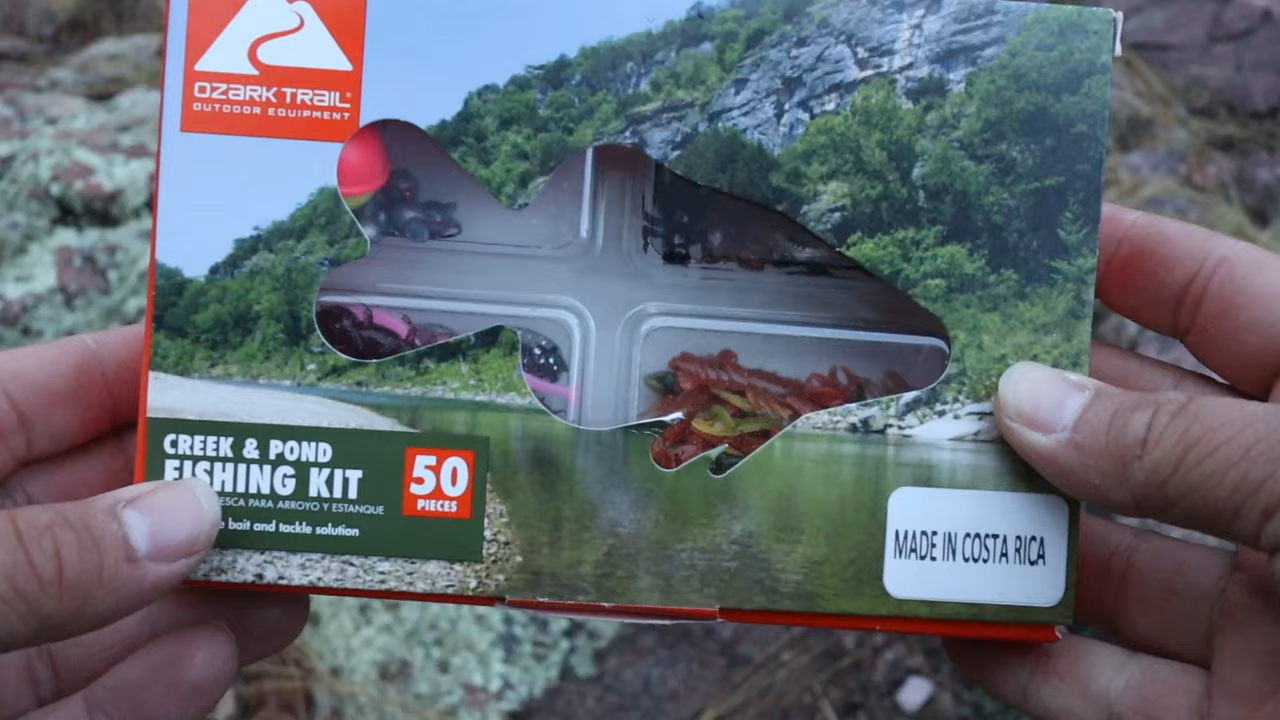 OZARK TRAIL
OUTDOOR EQUIPMENT
CREEK & POND
FISHING KIT
50
PIECES
ESCA PARA ARROYO Y ESTANQUE
bait and tackle solution
MADE IN COSTA RICA